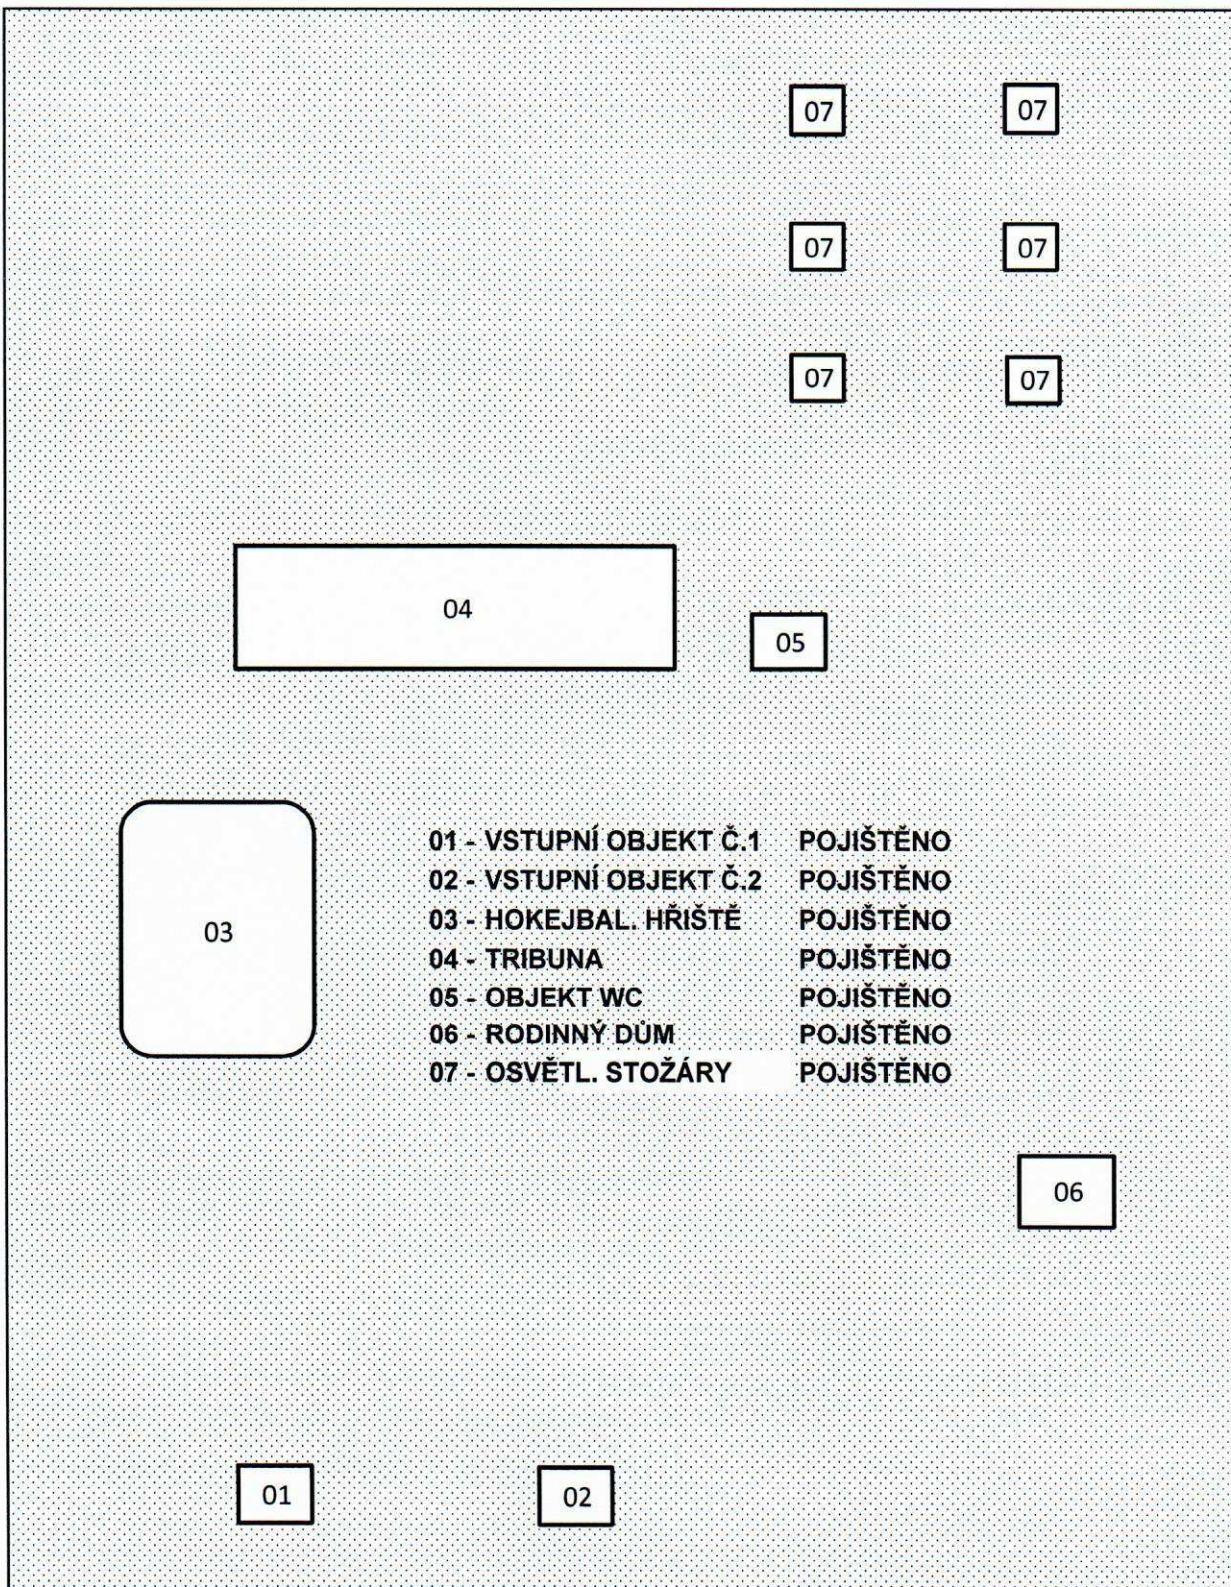 07 07
07 07
07 07
04
05
03
01 - VSTUPNÍ OBJEKT Č.1 POJIŠTĚNO
02 - VSTUPNÍ OBJEKT Č.2 POJIŠTĚNO
03 - HOKEJBAL. HŘIŠTĚ POJIŠTĚNO
04 - TRIBUNA POJIŠTĚNO
05 - OBJEKT WC POJIŠTĚNO
06 - RODINNÝ DŮM POJIŠTĚNO
07 - OSVĚTL. STOŽÁRY POJIŠTĚNO
06
01 02